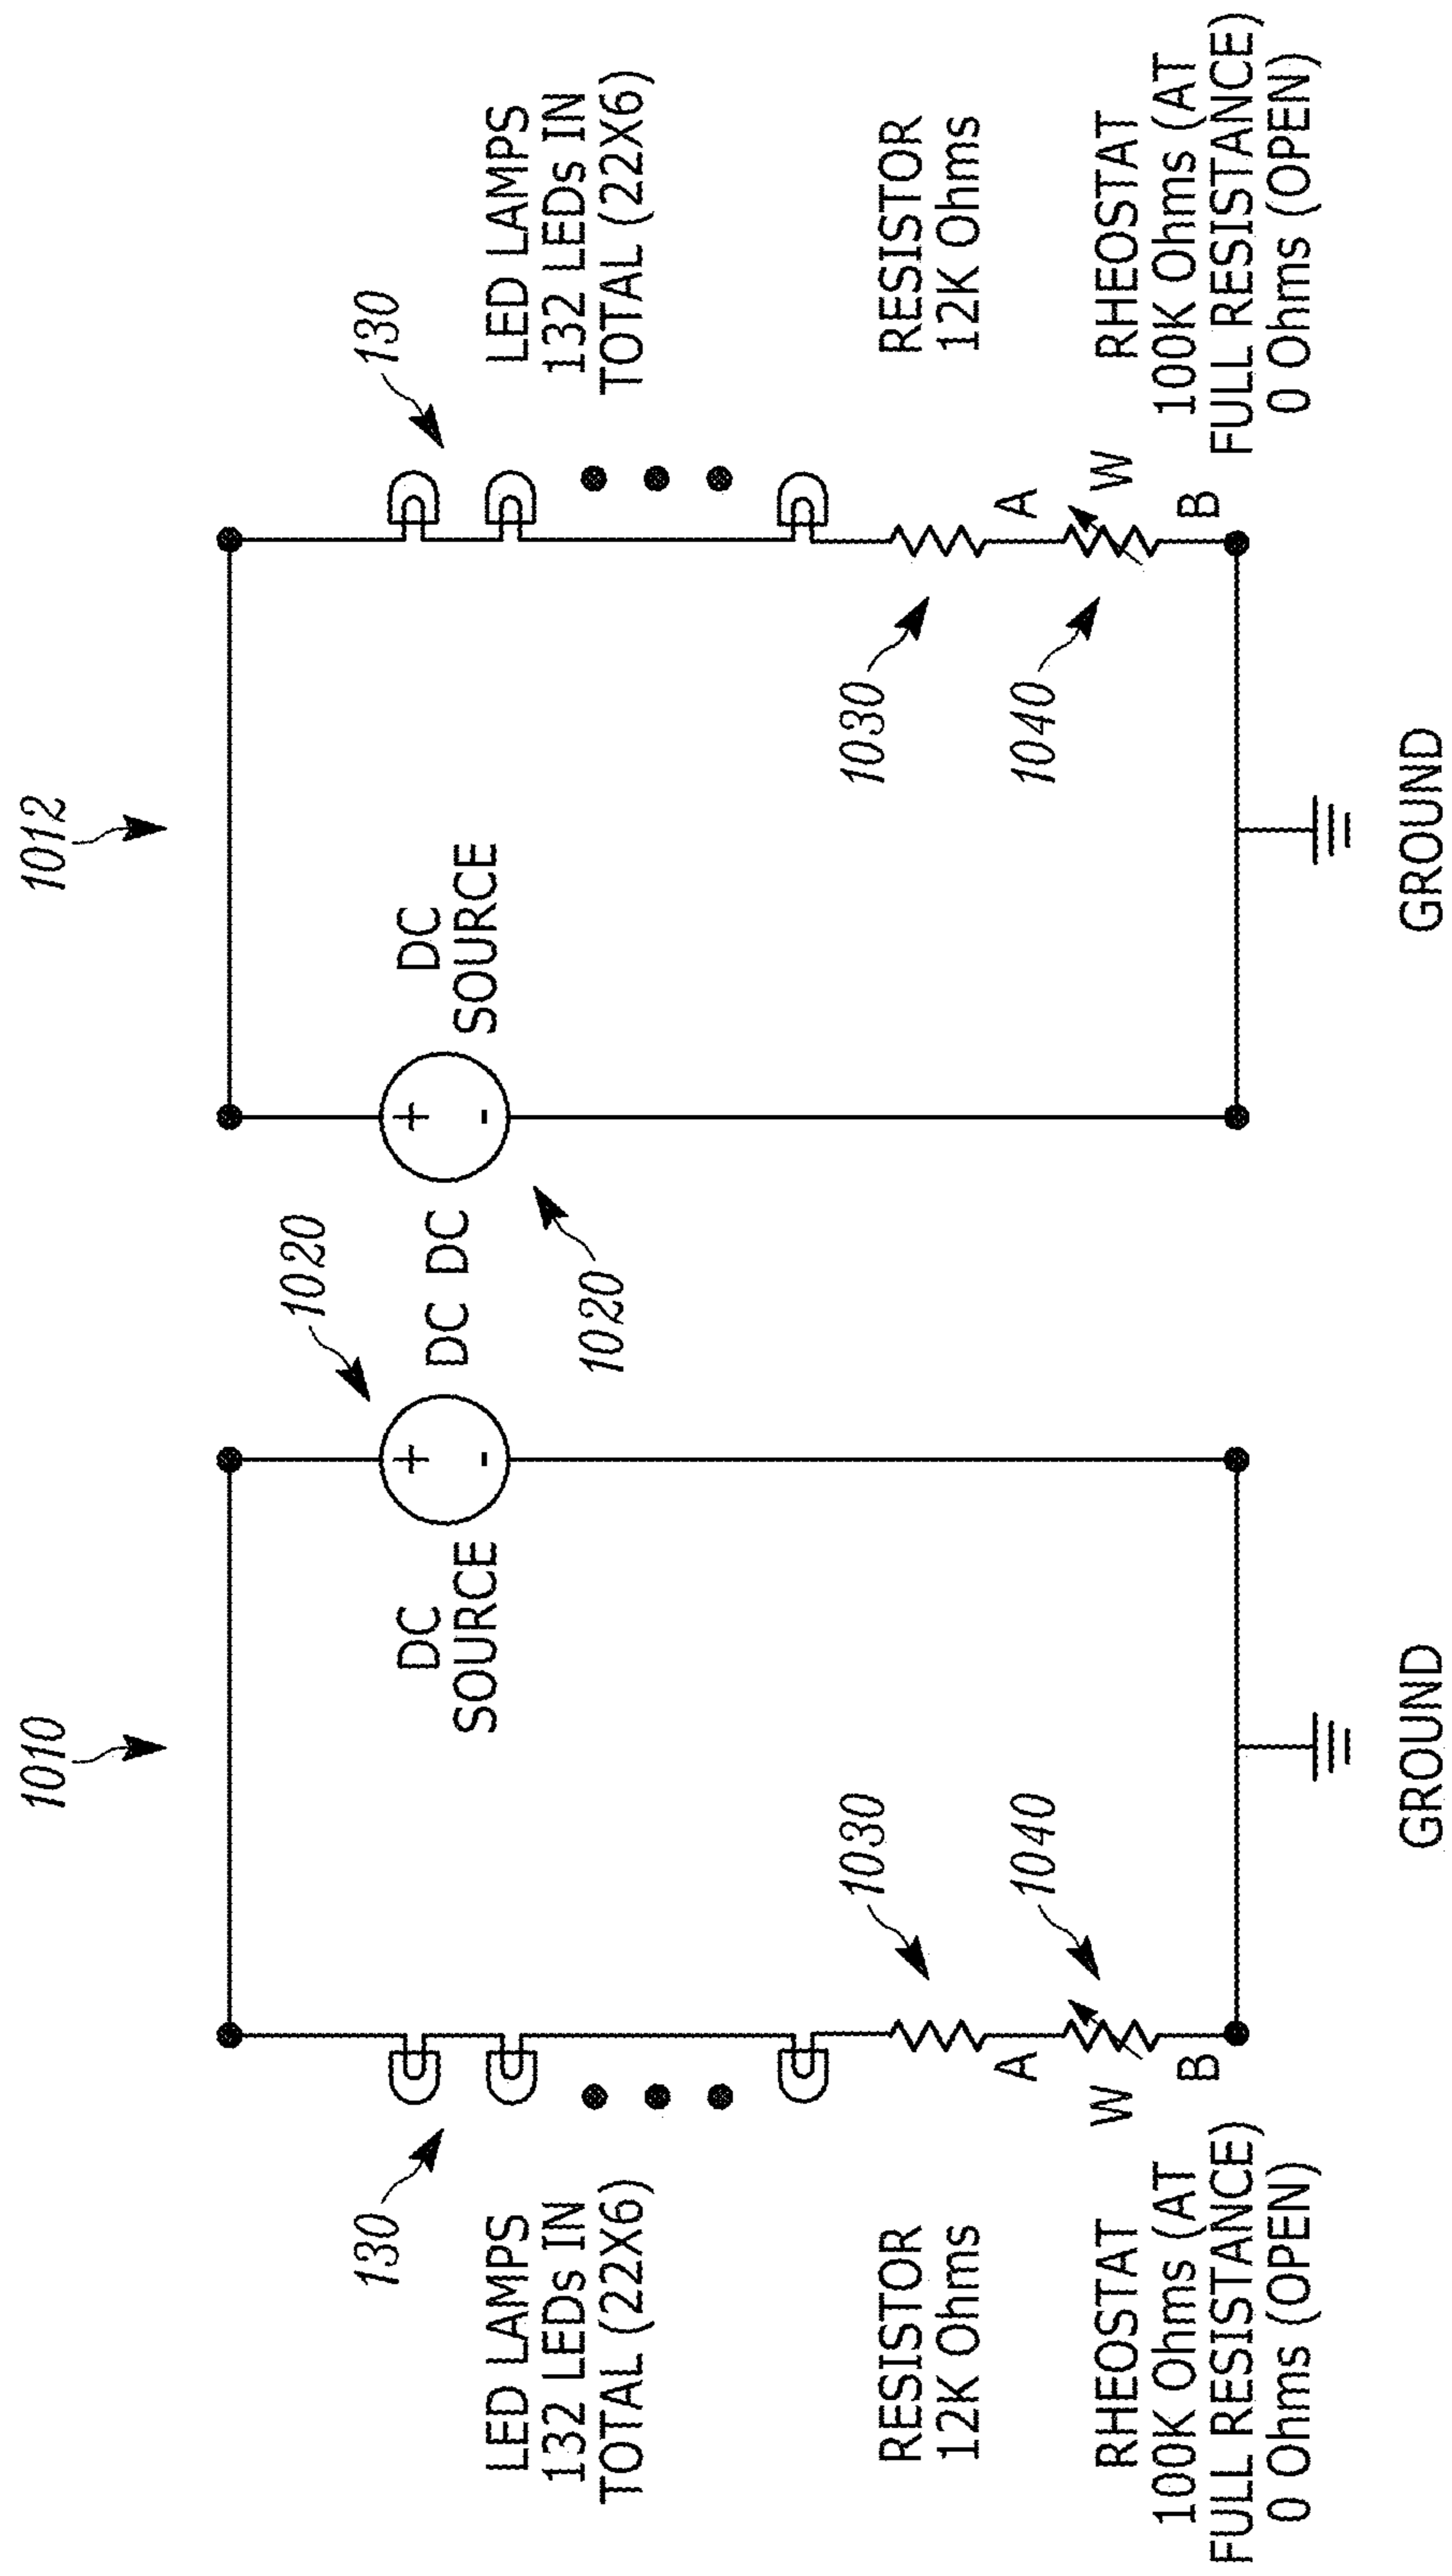 1010
1012
130
LED LAMPS
132 LEDs IN
TOTAL (22X6)
DC
SOURCE
1020
DC DC
1020
DC
SOURCE
130
LED LAMPS
132 LEDs IN
TOTAL (22X6)
RESISTOR
12K Ohms
1030
1030
RESISTOR
12K Ohms
A
W
B
1040
1040
A
W
B
RHEOSTAT
100K Ohms (AT
FULL RESISTANCE)
0 Ohms (OPEN)
RHEOSTAT
100K Ohms (AT
FULL RESISTANCE)
0 Ohms (OPEN)
+
-
+
-
GROUND
GROUND